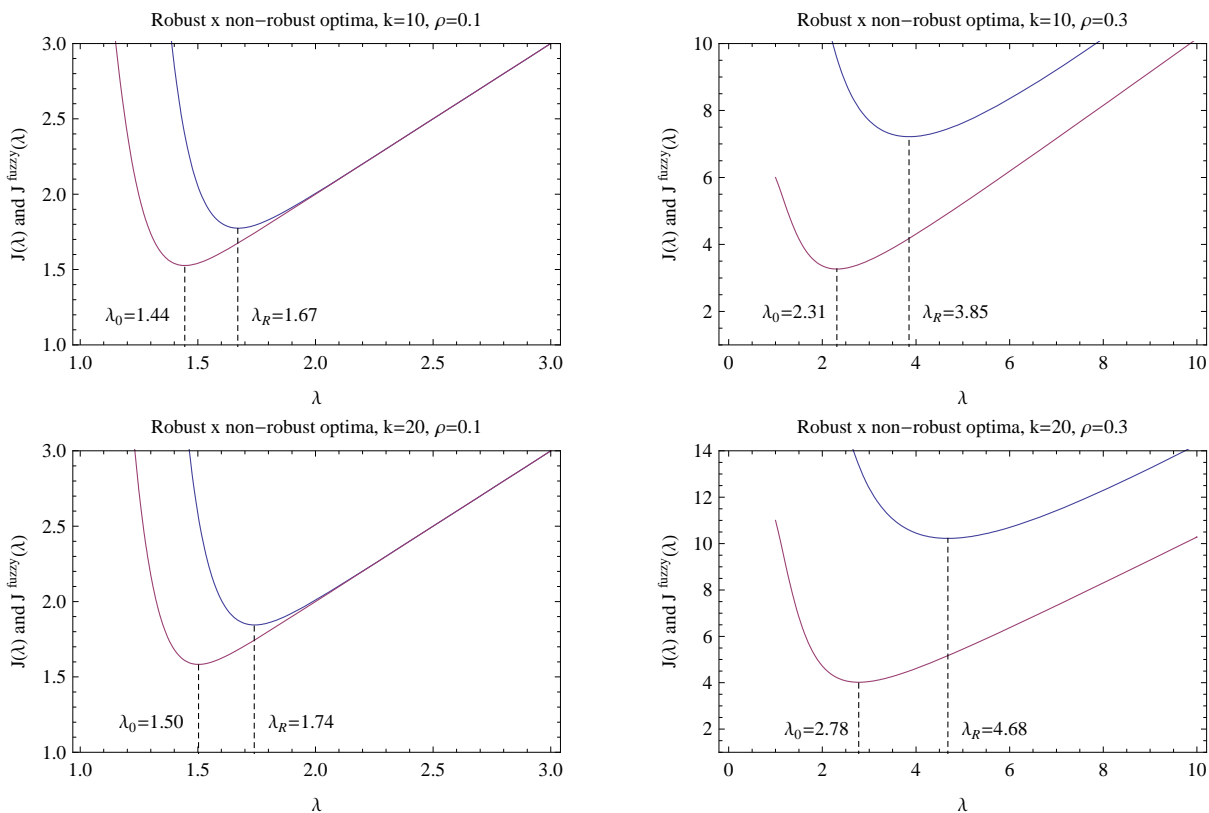 Robust x non−robust optima, k=10, ρ=0.1
J(λ) and J fuzzy(λ)
3.0
2.5
2.0
1.5
1.0
λ0=1.44
λR=1.67
1.0 1.5 2.0 2.5 3.0
λ
Robust x non−robust optima, k=10, ρ=0.3
J(λ) and J fuzzy(λ)
10
8
6
4
2
λ0=2.31
λR=3.85
0 2 4 6 8 10
λ
Robust x non−robust optima, k=20, ρ=0.1
J(λ) and J fuzzy(λ)
3.0
2.5
2.0
1.5
1.0
λ0=1.50
λR=1.74
1.0 1.5 2.0 2.5 3.0
λ
Robust x non−robust optima, k=20, ρ=0.3
J(λ) and J fuzzy(λ)
14
12
10
8
6
4
2
λ0=2.78
λR=4.68
0 2 4 6 8 10
λ